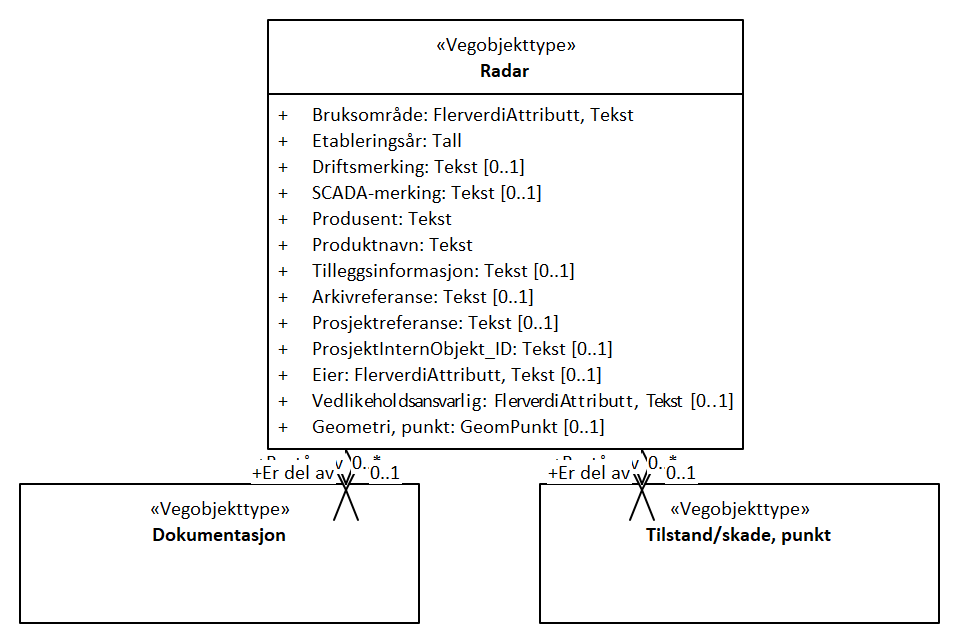 «Vegobjekttype»
Radar
+ Bruksområde: FlerverdiAttributt, Tekst
+ Etableringsår: Tall
+ Driftsmerking: Tekst [0..1]
+ SCADA-merking: Tekst [0..1]
+ Produsent: Tekst
+ Produktnavn: Tekst
+ Tilleggsinformasjon: Tekst [0..1]
+ Arkivreferanse: Tekst [0..1]
+ Prosjektreferanse: Tekst [0..1]
+ ProsjektInternObjekt_ID: Tekst [0..1]
+ Eier: FlerverdiAttributt, Tekst [0..1]
+ Vedlikeholdsansvarlig: FlerverdiAttributt, Tekst [0..1]
+ Geometri, punkt: GeomPunkt [0..1]
0..* 0..*
+Er del av 0..1 +Er del av 0..1
«Vegobjekttype»
Dokumentasjon
«Vegobjekttype»
Tilstand/skade, punkt